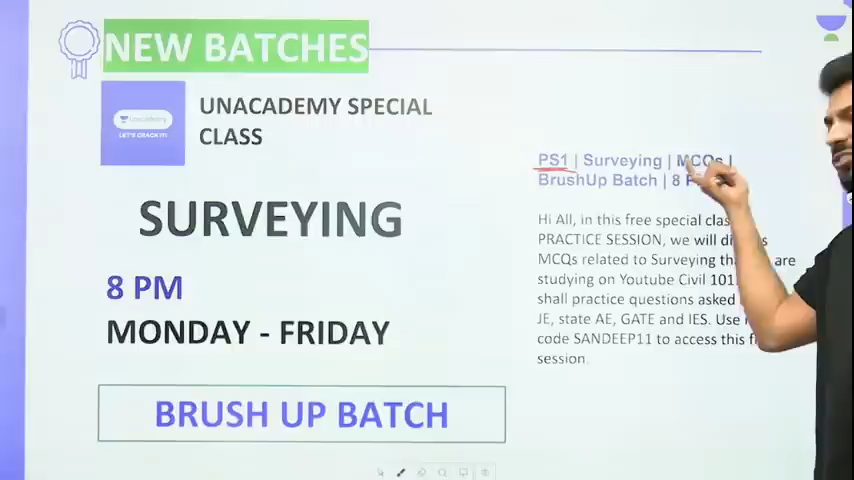 NEW BATCHES
unacademy
LET'S CRACK IT!
UNACADEMY SPECIAL
CLASS
SURVEYING
8 PM
MONDAY - FRIDAY
BRUSH UP BATCH
PS1 | Surveying | MCQs |
BrushUp Batch | 8
Hi All, in this free special
PRACTICE SESSION, we will
MCQs related to Surveying are
studying on Youtube Civil
shall practice questions asked
JE, state AE, GATE and IES. Use
code SANDEEP11 to access this
session.